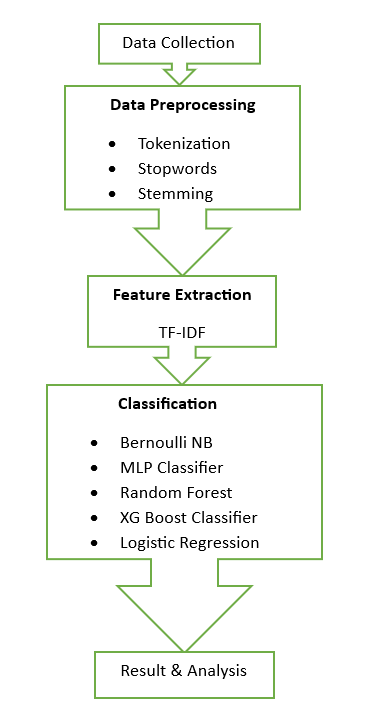 Data Collection
Data Preprocessing
• Tokenization
• Stopwords
• Stemming
Feature Extraction
TF-IDF
Classification
• Bernoulli NB
• MLP Classifier
• Random Forest
• XG Boost Classifier
• Logistic Regression
Result & Analysis